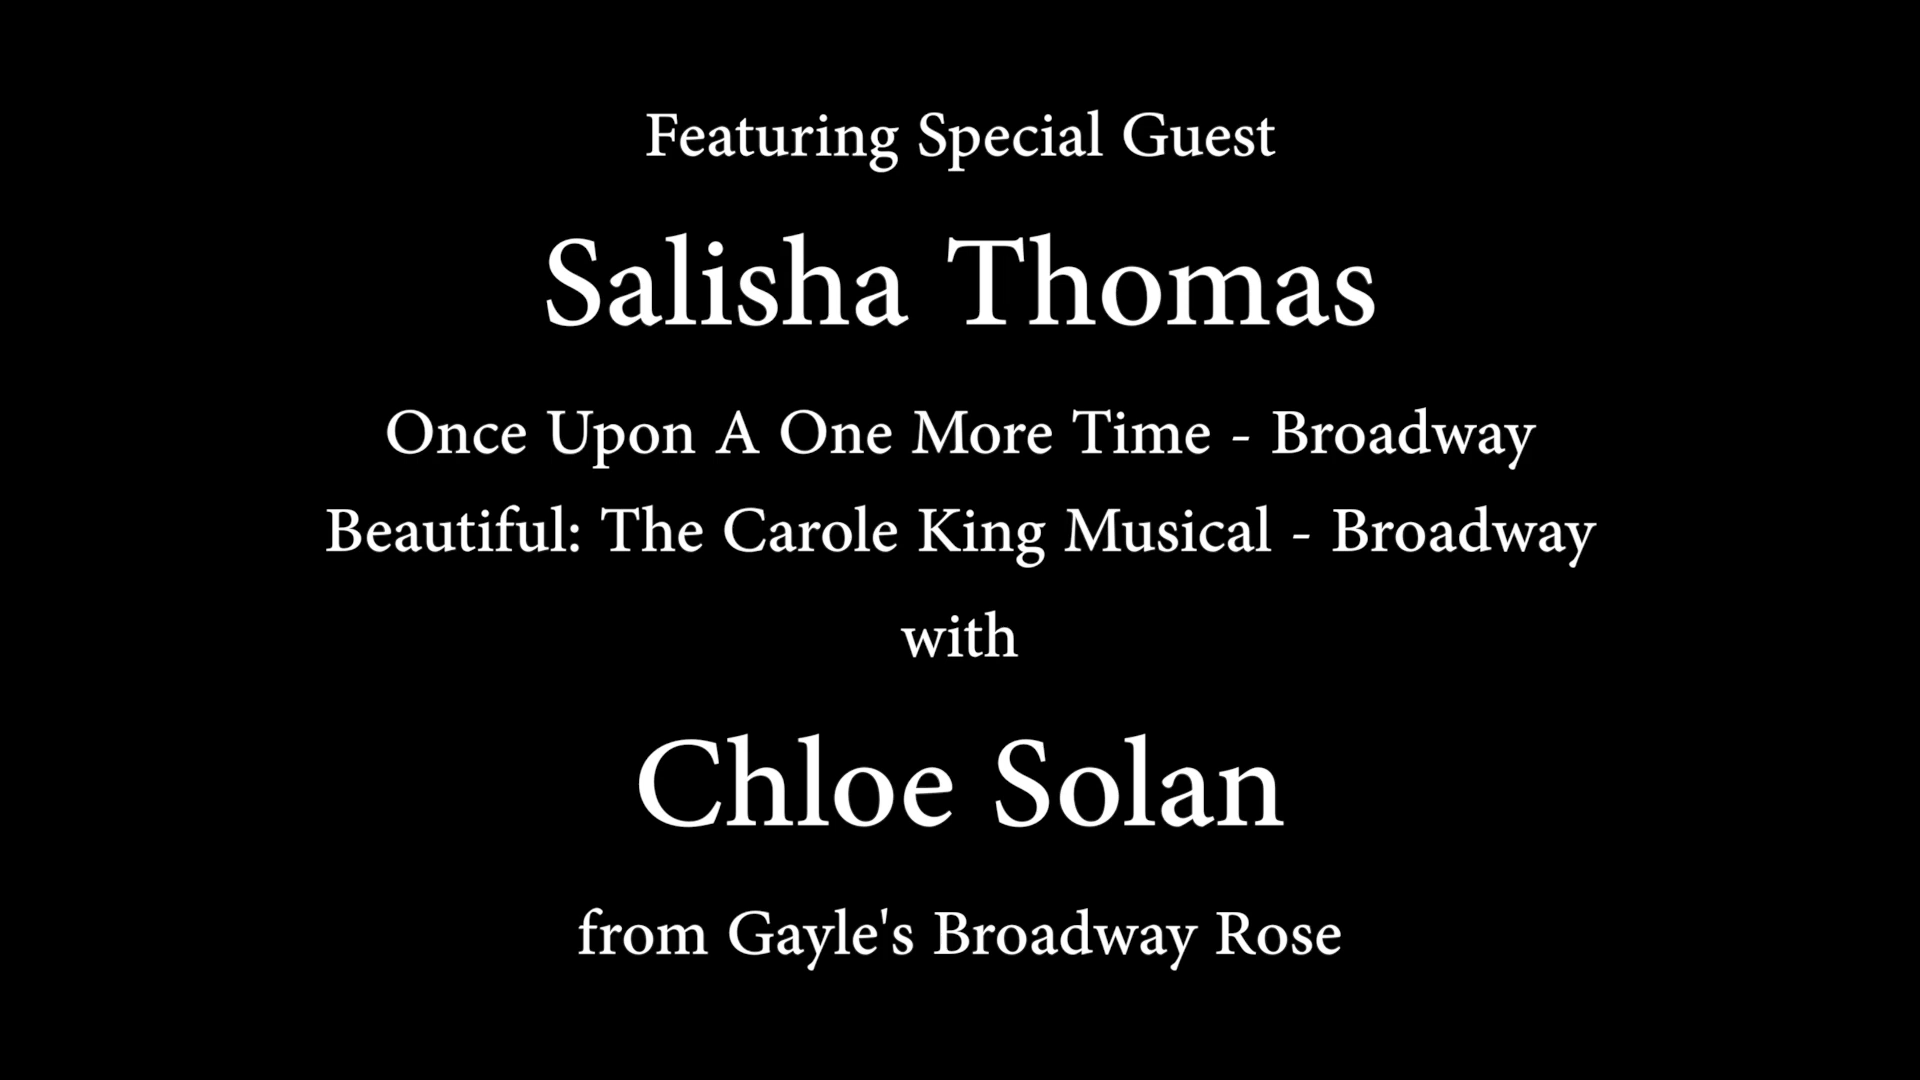 Featuring Special Guest
Salisha Thomas
Once Upon A One More Time - Broadway
Beautiful: The Carole King Musical - Broadway
with
Chloe Solan
from Gayle's Broadway Rose